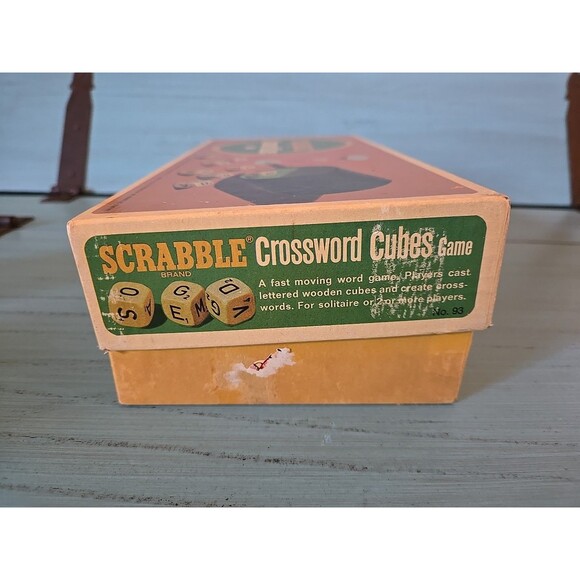 SCRABBLE® Crossword Cubes Game
BRAND
A fast moving word game. Players cast
lettered wooden cubes and create cross-
words. For solitaire or 2 or more players.
No. 93
O G D
S E M G V